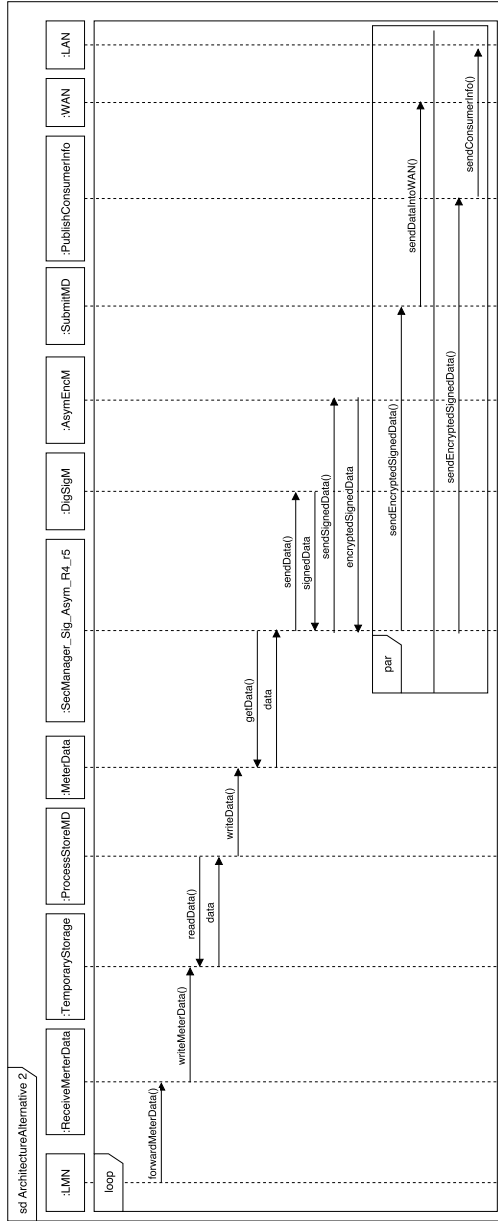 sd ArchitectureAlternative 2
:LMN
:ReceiveMerterData
:TemporaryStorage
:ProcessStoreMD
:MeterData
:SecManager_Sig_Asym_R4_r5
:DigSigM
:AsymEncM
:SubmitMD
:PublishConsumerInfo
:WAN
:LAN
loop
forwardMeterData()
writeMeterData()
readData()
data
writeData()
getData()
data
sendData()
signedData
sendSignedData()
encryptedSignedData
par
sendEncryptedSignedData()
sendDataIntoWAN()
sendEncryptedSignedData()
sendConsumerInfo()